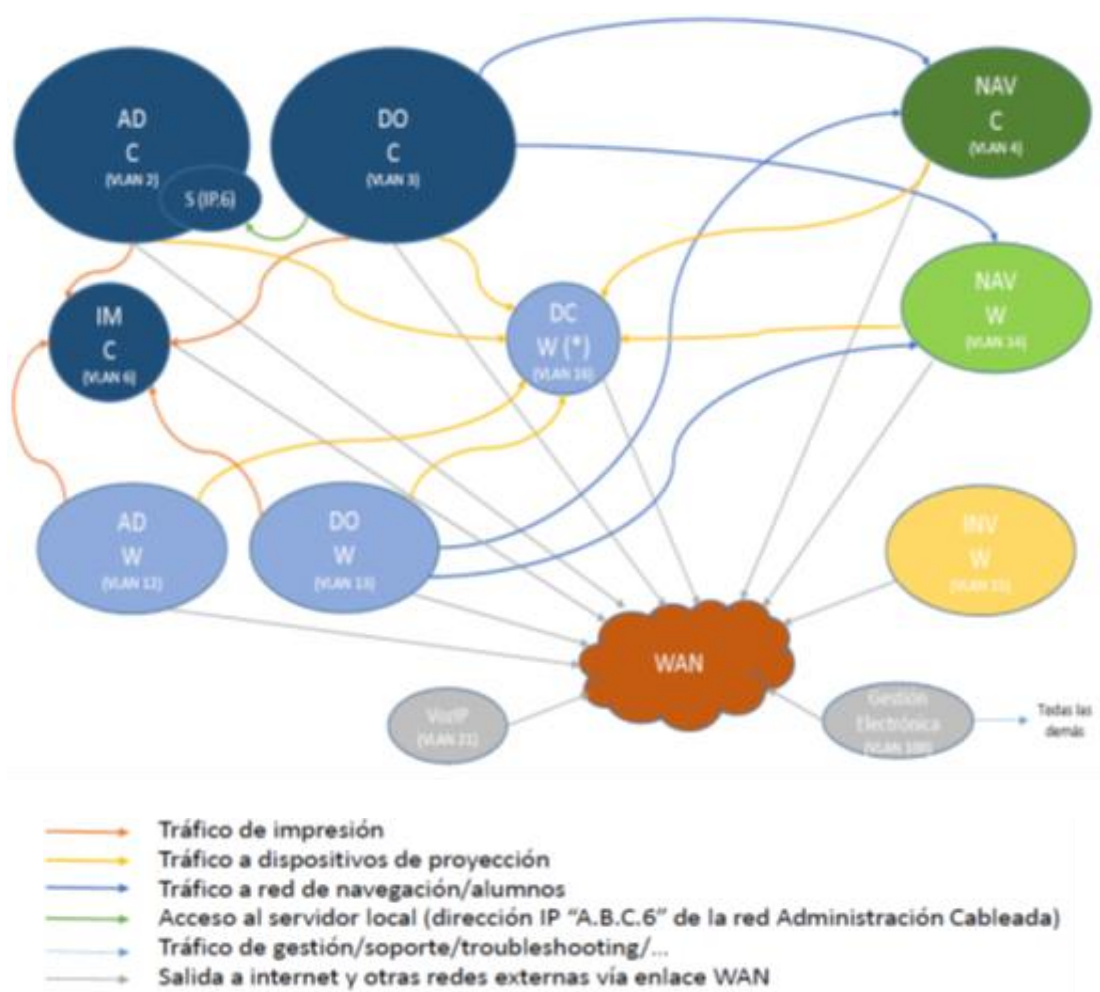 AD
C
(VLAN 2)
S (IP.6)
DO
C
(VLAN 3)
NAV
C
(VLAN 4)
IM
C
(VLAN 6)
DC
W (*)
(VLAN 16)
NAV
W
(VLAN 14)
AD
W
(VLAN 12)
DO
W
(VLAN 13)
INV
W
WAN
VozIP
(VLAN 21)
Gestión
Electrónica
Todas las
demás
Tráfico de impresión
Tráfico a dispositivos de proyección
Tráfico a red de navegación/alumnos
Acceso al servidor local (dirección IP "A.B.C.6" de la red Administración Cableada)
Tráfico de gestión/soporte/troubleshooting/...
Salida a internet y otras redes externas vía enlace WAN